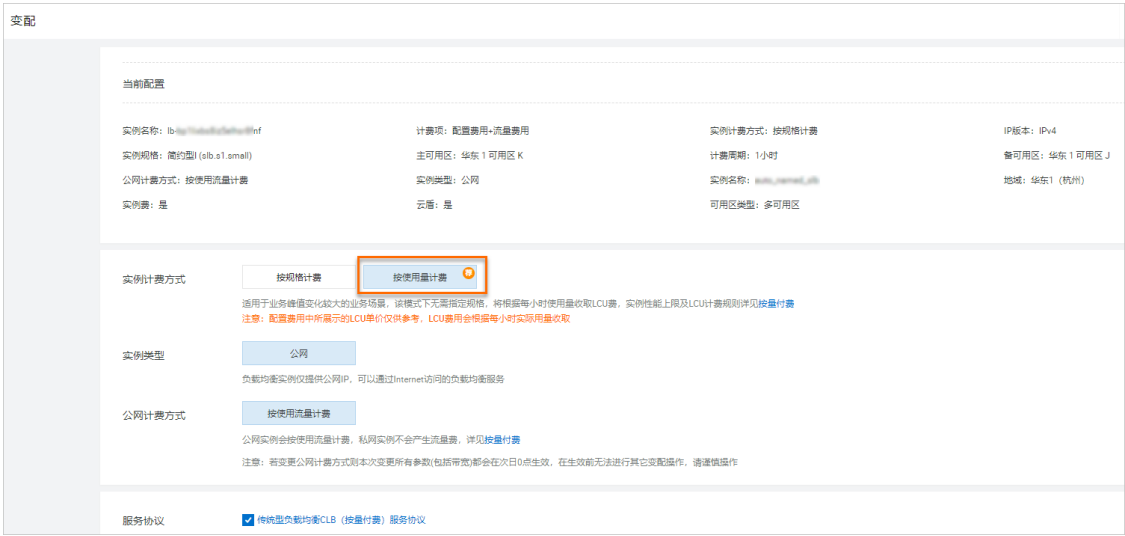 变配
当前配置
实例名称：lb- nf 计费项：配置费用+流量费用 实例计费方式：按规格计费 IP版本：IPv4
实例规格：简约型I (slb.s1.small) 主可用区：华东 1 可用区 K 计费周期：1小时 备可用区：华东 1 可用区 J
公网计费方式：按使用流量计费 实例类型：公网 实例名称： 地域：华东1（杭州）
实例费：是 云盾：是 可用区类型：多可用区
实例计费方式 按规格计费 按使用量计费
适用于业务峰值变化较大的业务场景，该模式下无需指定规格，将根据每小时使用量收取LCU费，实例性能上限及LCU计费规则详见按量付费
注意：配置费用中所展示的LCU单价仅供参考，LCU费用会根据每小时实际用量收取
实例类型 公网
负载均衡实例仅提供公网IP，可以通过Internet访问的负载均衡服务
公网计费方式 按使用流量计费
公网实例会按使用流量计费，私网实例不会产生流量费，详见按量付费
注意：若变更公网计费方式则本次变更所有参数(包括带宽)都会在次日0点生效，在生效前无法进行其它变配操作，请谨慎操作
服务协议 传统型负载均衡CLB（按量付费）服务协议